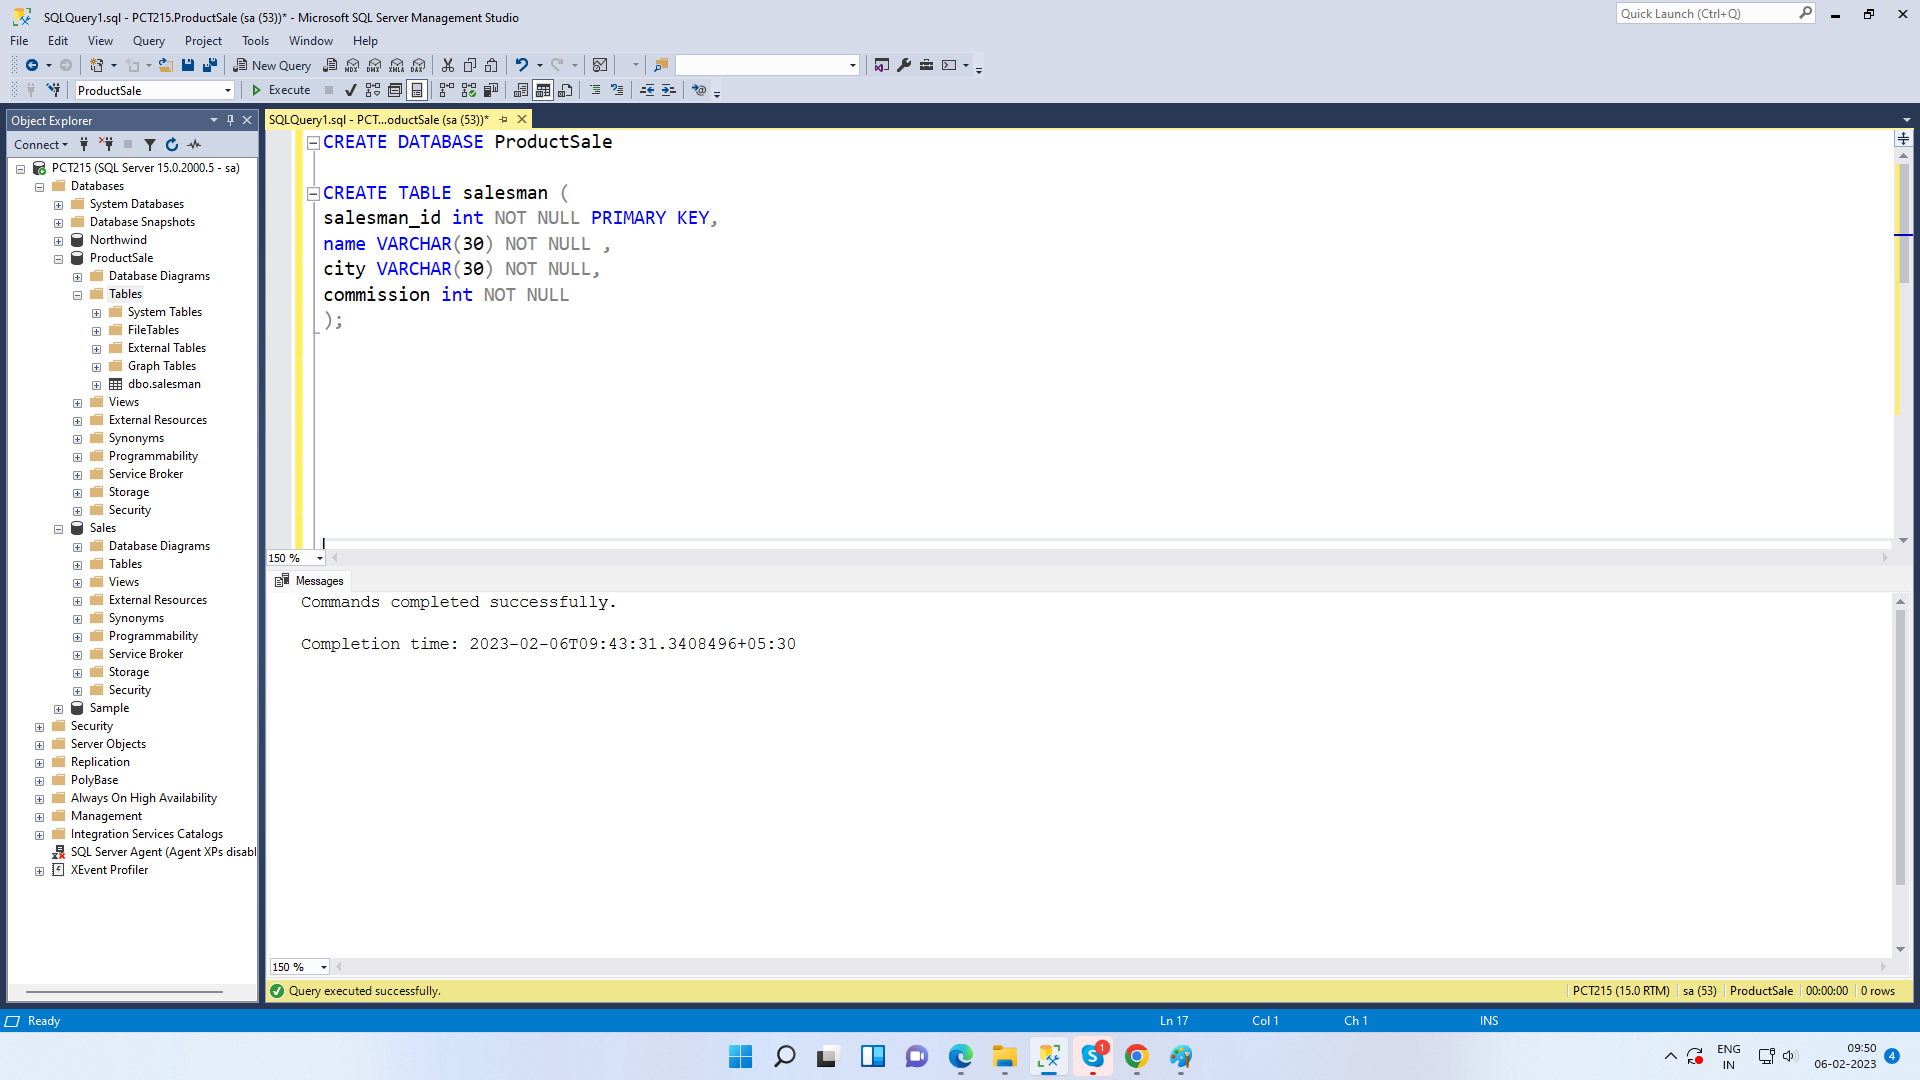 SQLQuery1.sql - PCT215.ProductSale (sa (53))* - Microsoft SQL Server Management Studio
Quick Launch (Ctrl+Q)
File Edit View Query Project Tools Window Help
New Query
MDX DMX XMLA DAX
ProductSale
Execute
Object Explorer
SQLQuery1.sql - PCT...oductSale (sa (53))*
Connect
PCT215 (SQL Server 15.0.2000.5 - sa)
Databases
System Databases
Database Snapshots
Northwind
ProductSale
Database Diagrams
Tables
System Tables
FileTables
External Tables
Graph Tables
dbo.salesman
Views
External Resources
Synonyms
Programmability
Service Broker
Storage
Security
Sales
Database Diagrams
Tables
Views
External Resources
Synonyms
Programmability
Service Broker
Storage
Security
Sample
Security
Server Objects
Replication
PolyBase
Always On High Availability
Management
Integration Services Catalogs
SQL Server Agent (Agent XPs disabl
XEvent Profiler
CREATE DATABASE ProductSale
CREATE TABLE salesman (
salesman_id int NOT NULL PRIMARY KEY,
name VARCHAR(30) NOT NULL ,
city VARCHAR(30) NOT NULL,
commission int NOT NULL
);
150 %
Messages
Commands completed successfully.
Completion time: 2023-02-06T09:43:31.3408496+05:30
150 %
Query executed successfully.
PCT215 (15.0 RTM) sa (53) ProductSale 00:00:00 0 rows
Ready
Ln 17 Col 1 Ch 1 INS
S 1
ENG
IN
09:50
06-02-2023
4